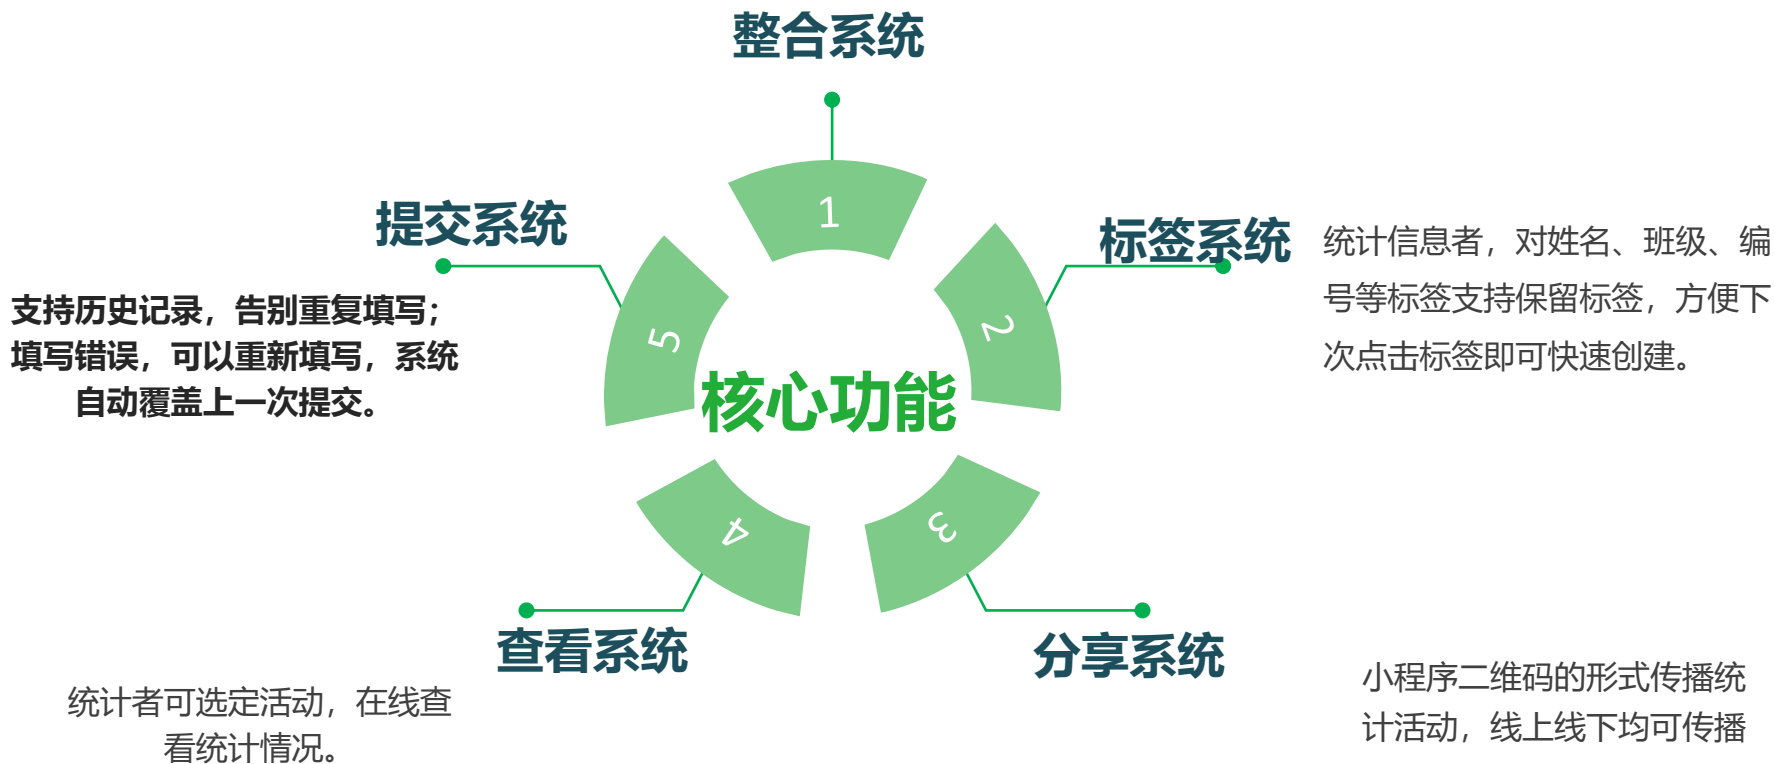 整合系统
1
标签系统
统计信息者，对姓名、班级、编
号等标签支持保留标签，方便下
次点击标签即可快速创建。
2
提交系统
支持历史记录，告别重复填写；
填写错误，可以重新填写，系统
自动覆盖上一次提交。
5
核心功能
3
分享系统
小程序二维码的形式传播统
计活动，线上线下均可传播
4
查看系统
统计者可选定活动，在线查
看统计情况。